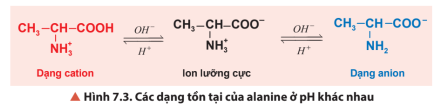 CH₃–CH–COOH ⇌ CH₃–CH–COO⁻ ⇌ CH₃–CH–COO⁻
OH⁻ OH⁻
H⁺ H⁺
NH₃⁺ NH₃⁺ NH₂
Dạng cation Ion lưỡng cực Dạng anion
▲ Hình 7.3. Các dạng tồn tại của alanine ở pH khác nhau